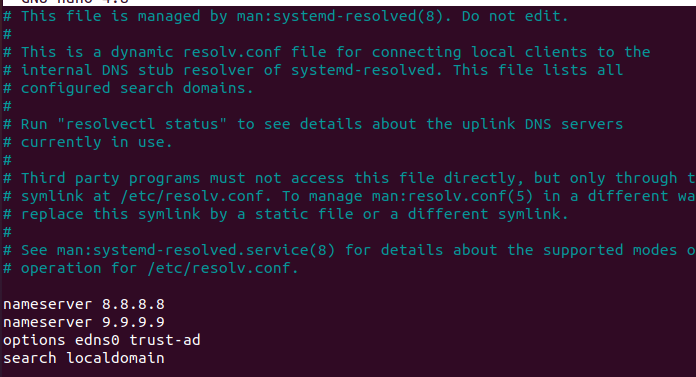 # This file is managed by man:systemd-resolved(8). Do not edit.
#
# This is a dynamic resolv.conf file for connecting local clients to the
# internal DNS stub resolver of systemd-resolved. This file lists all
# configured search domains.
#
# Run "resolvectl status" to see details about the uplink DNS servers
# currently in use.
#
# Third party programs must not access this file directly, but only through t
# symlink at /etc/resolv.conf. To manage man:resolv.conf(5) in a different wa
# replace this symlink by a static file or a different symlink.
#
# See man:systemd-resolved.service(8) for details about the supported modes o
# operation for /etc/resolv.conf.
nameserver 8.8.8.8
nameserver 9.9.9.9
options edns0 trust-ad
search localdomain